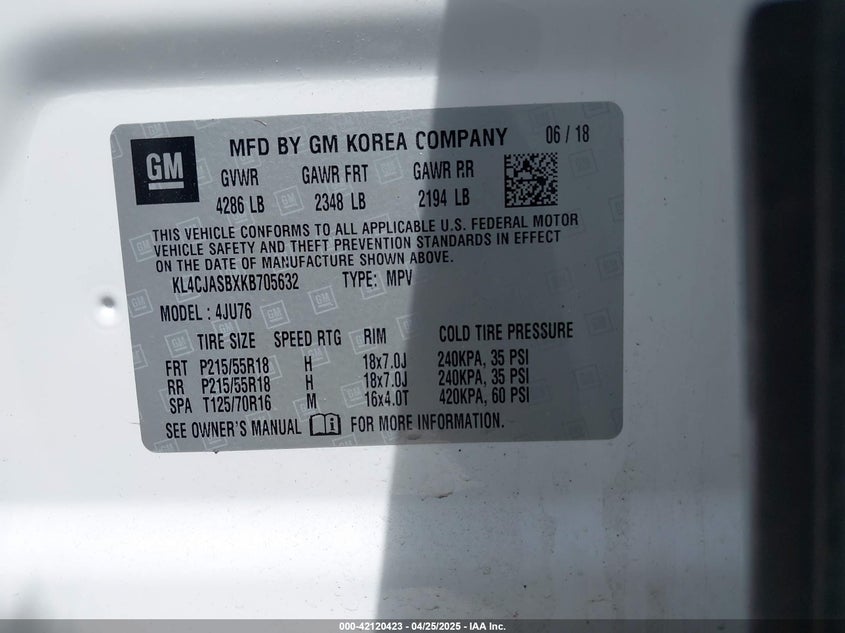 GM
MFD BY GM KOREA COMPANY 06 / 18
GVWR GAWR FRT GAWR RR
4286 LB 2348 LB 2194 LB
THIS VEHICLE CONFORMS TO ALL APPLICABLE U.S. FEDERAL MOTOR
VEHICLE SAFETY AND THEFT PREVENTION STANDARDS IN EFFECT
ON THE DATE OF MANUFACTURE SHOWN ABOVE.
KL4CJASBXKB705632 TYPE: MPV
MODEL : 4JU76
TIRE SIZE SPEED RTG RIM COLD TIRE PRESSURE
FRT P215/55R18 H 18x7.0J 240KPA, 35 PSI
RR P215/55R18 H 18x7.0J 240KPA, 35 PSI
SPA T125/70R16 M 16x4.0T 420KPA, 60 PSI
SEE OWNER'S MANUAL FOR MORE INFORMATION.
000-42120423 - 04/25/2025 - IAA Inc.